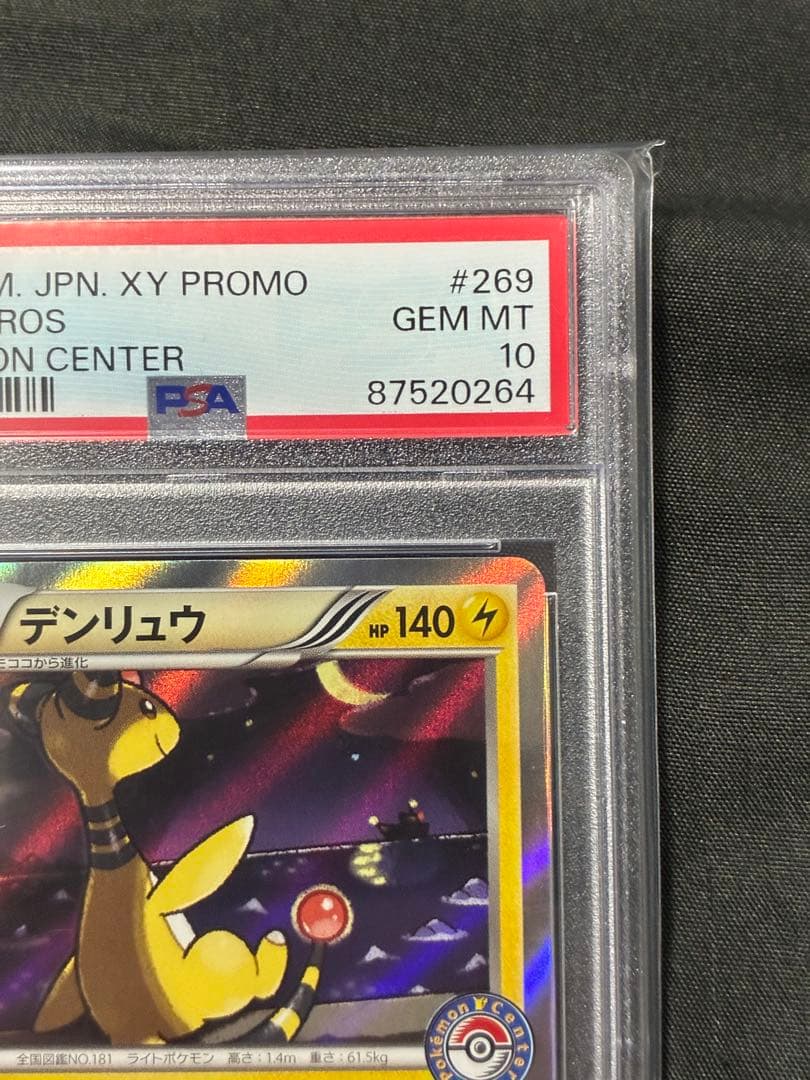 M. JPN. XY PROMO #269
ROS GEM MT
ON CENTER 10
PSA 87520264
デンリュウ HP 140
モココから進化
全国図鑑NO.181 ライトポケモン 高さ:1.4m 重さ:61.5kg
Pokémon Center